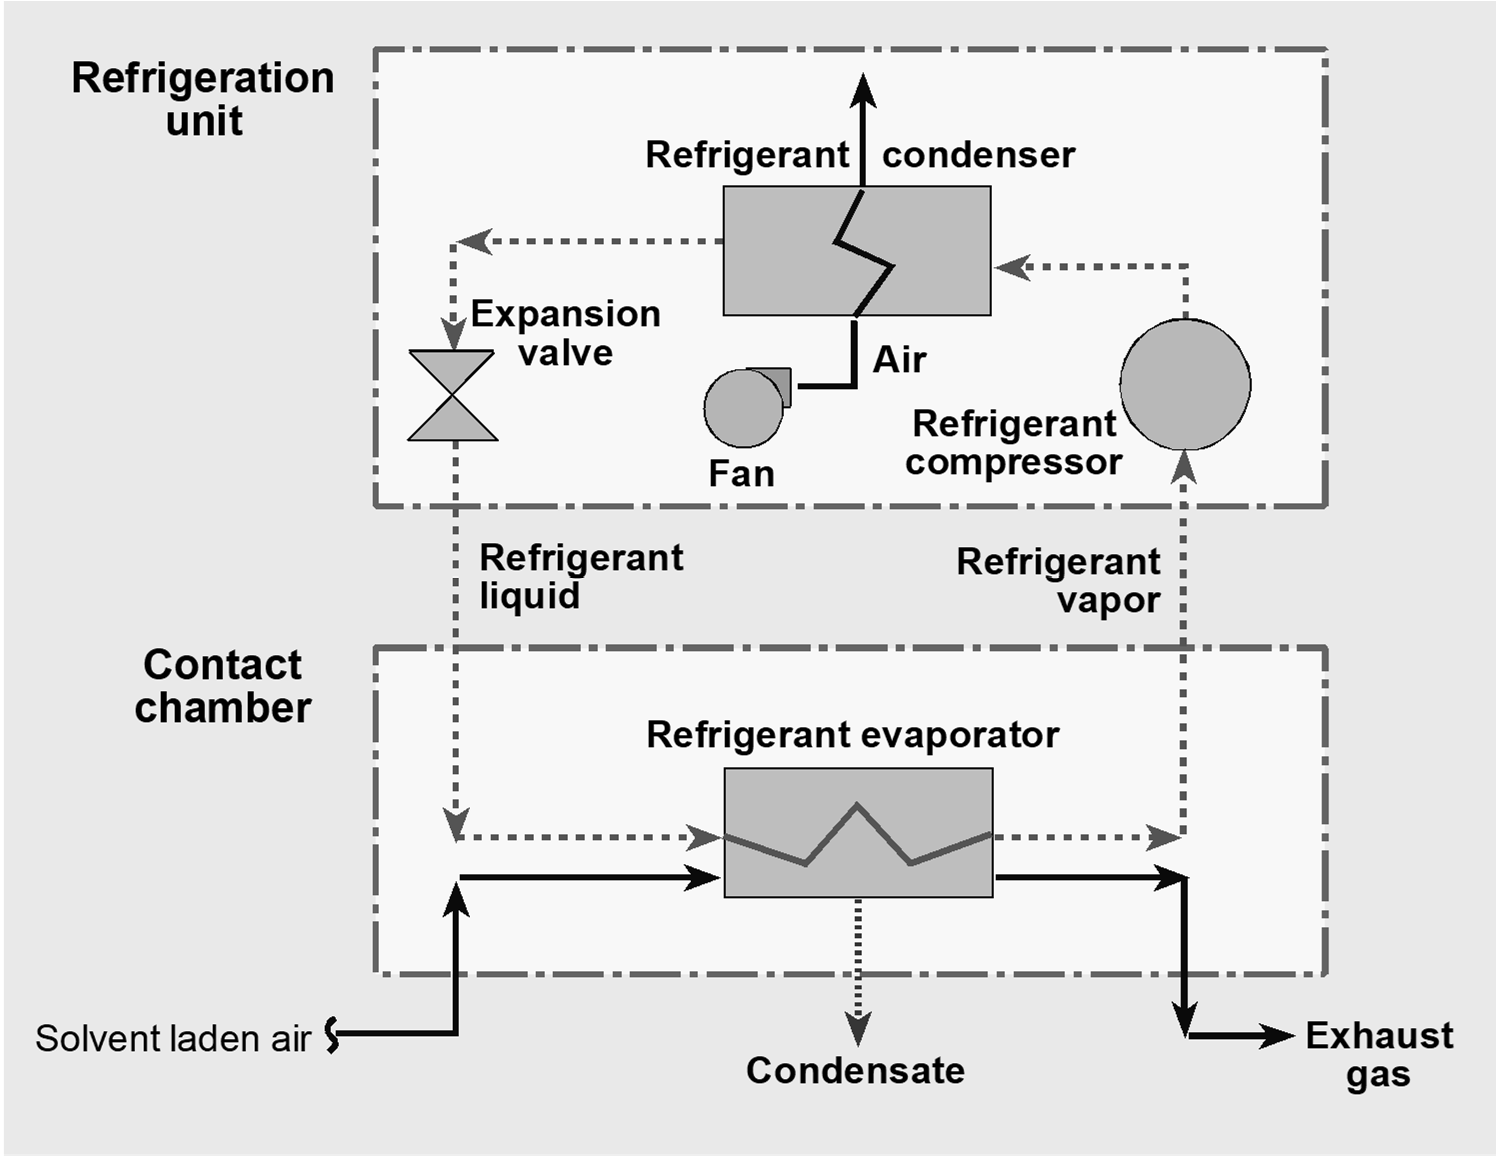 Refrigeration
unit
Refrigerant condenser
Expansion
valve
Air
Fan
Refrigerant
compressor
Refrigerant
liquid
Refrigerant
vapor
Contact
chamber
Refrigerant evaporator
Solvent laden air
Condensate
Exhaust
gas